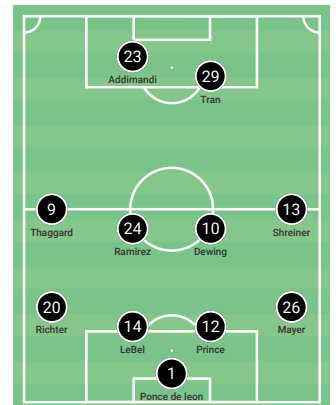 23
Addimandi
29
Tran
9
Thaggard
24
Ramirez
10
Dewing
13
Shreiner
20
Richter
14
LeBel
12
Prince
26
Mayer
1
Ponce de leon